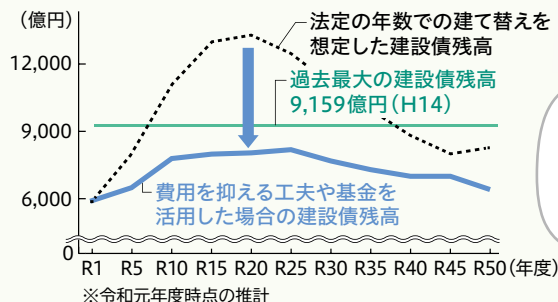 (億円)
法定の年数での建て替えを
想定した建設債残高
12,000
過去最大の建設債残高
9,159億円(H14)
9,000
6,000
費用を抑える工夫や基金を
活用した場合の建設債残高
0
R1 R5 R10 R15 R20 R25 R30 R35 R40 R45 R50(年度)
※令和元年度時点の推計